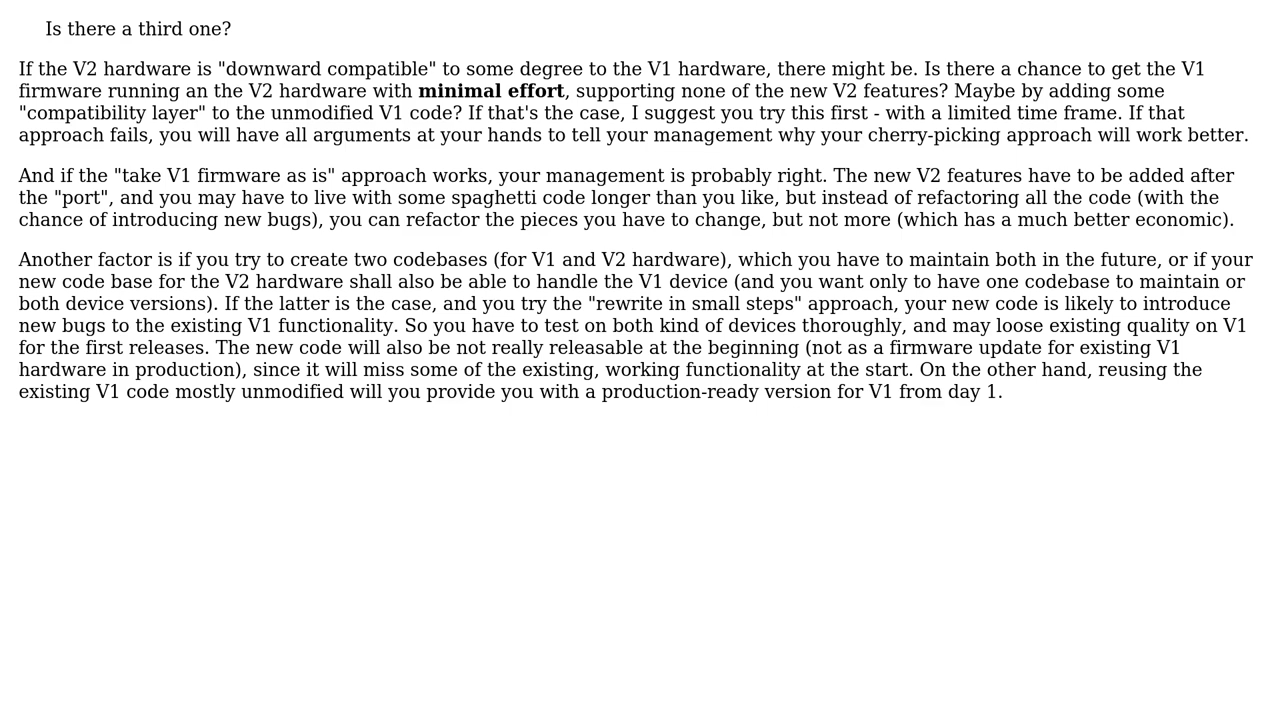 Is there a third one?
If the V2 hardware is "downward compatible" to some degree to the V1 hardware, there might be. Is there a chance to get the V1
firmware running an the V2 hardware with minimal effort, supporting none of the new V2 features? Maybe by adding some
"compatibility layer" to the unmodified V1 code? If that's the case, I suggest you try this first - with a limited time frame. If that
approach fails, you will have all arguments at your hands to tell your management why your cherry-picking approach will work better.
And if the "take V1 firmware as is" approach works, your management is probably right. The new V2 features have to be added after
the "port", and you may have to live with some spaghetti code longer than you like, but instead of refactoring all the code (with the
chance of introducing new bugs), you can refactor the pieces you have to change, but not more (which has a much better economic).
Another factor is if you try to create two codebases (for V1 and V2 hardware), which you have to maintain both in the future, or if your
new code base for the V2 hardware shall also be able to handle the V1 device (and you want only to have one codebase to maintain or
both device versions). If the latter is the case, and you try the "rewrite in small steps" approach, your new code is likely to introduce
new bugs to the existing V1 functionality. So you have to test on both kind of devices thoroughly, and may loose existing quality on V1
for the first releases. The new code will also be not really releasable at the beginning (not as a firmware update for existing V1
hardware in production), since it will miss some of the existing, working functionality at the start. On the other hand, reusing the
existing V1 code mostly unmodified will you provide you with a production-ready version for V1 from day 1.